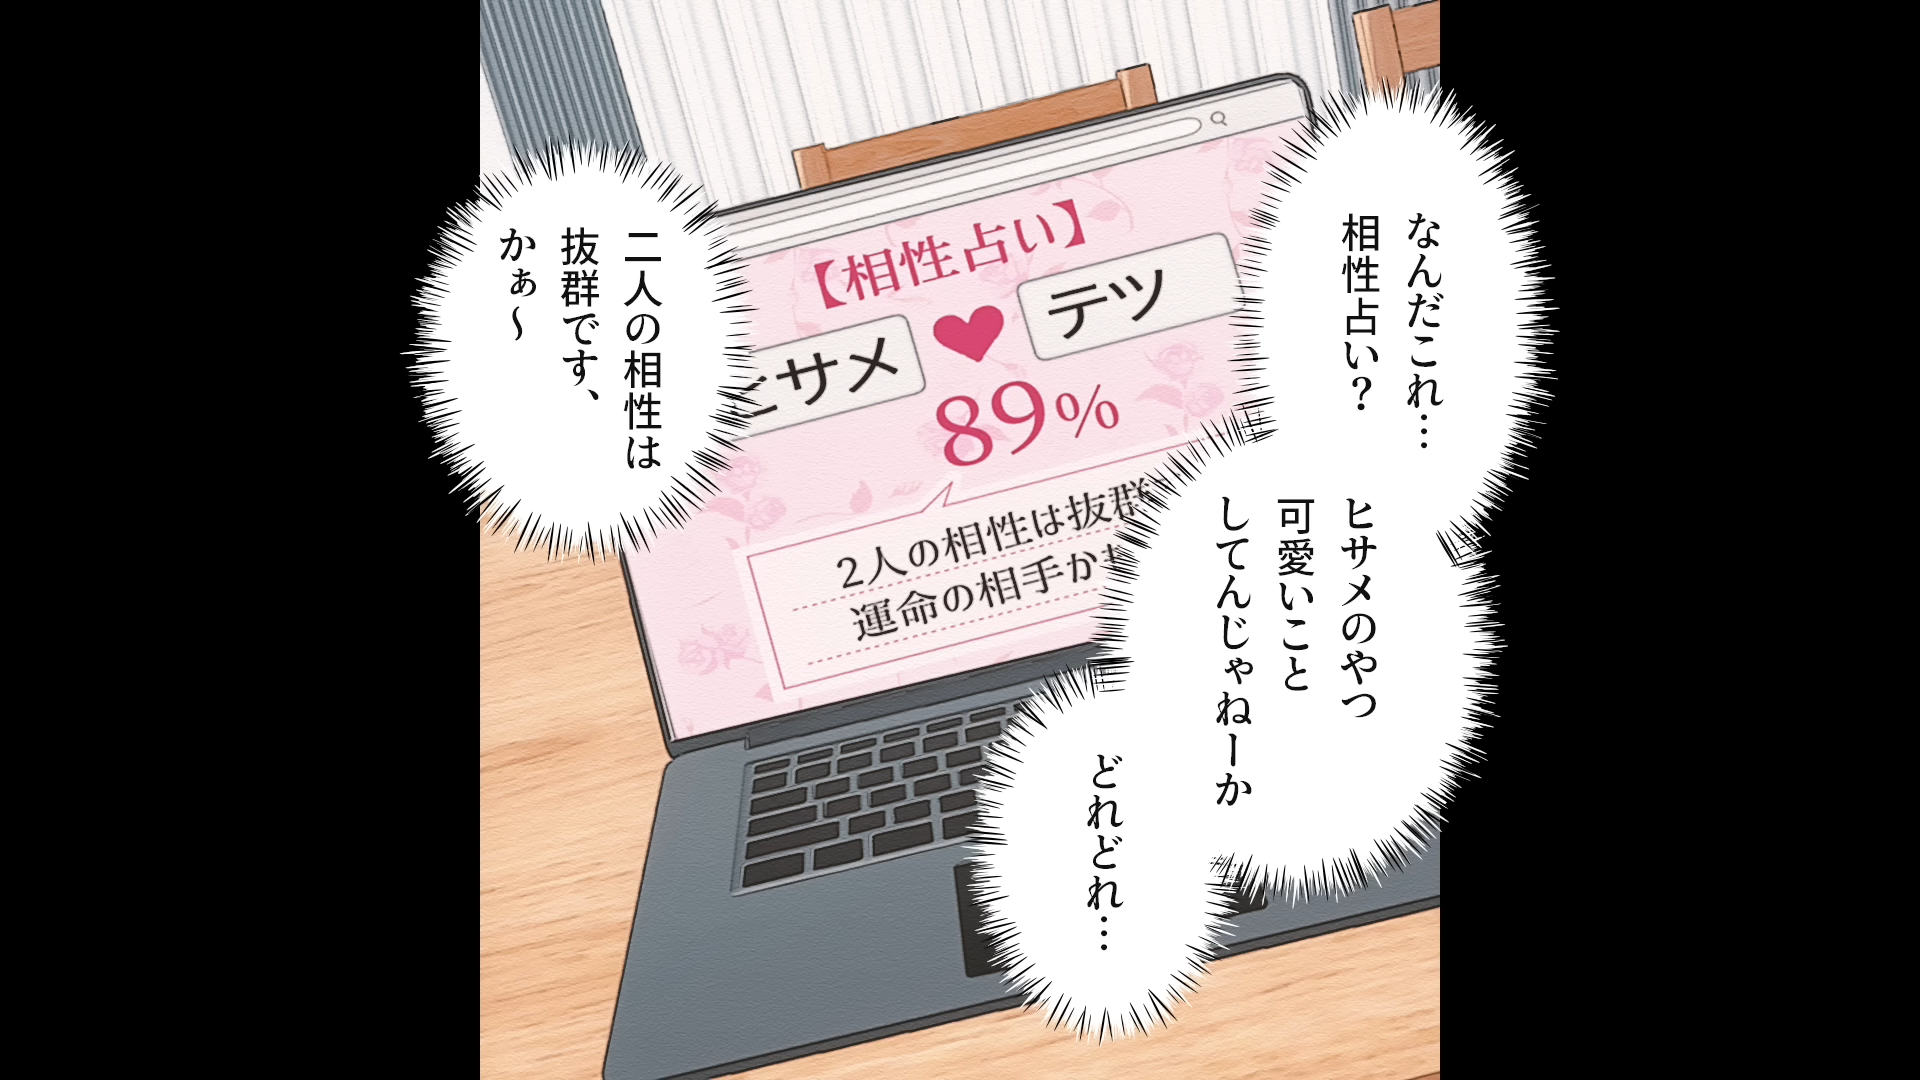 なんだこれ…
相性占い？
ヒサメのやつ
可愛いこと
してんじゃねーか
どれどれ…
【相性占い】
ヒサメ
テツ
89%
2人の相性は抜群
運命の相手か
二人の相性は
抜群です、
かぁ～